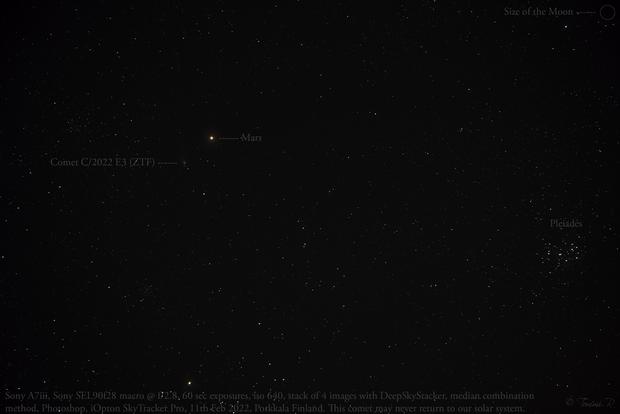 Size of the Moon
Mars
Comet C/2022 E3 (ZTF)
Pleiades
Sony A7iii, Sony SEL90f28 macro @ f/2.8, 60 sec exposures, iso 640, stack of 4 images with DeepSkyStacker, median combination
method, Photoshop, iOpton SkyTracket Pro, 11th Feb 2022, Porkkala Finland. This comet may never return to our solar system.
©